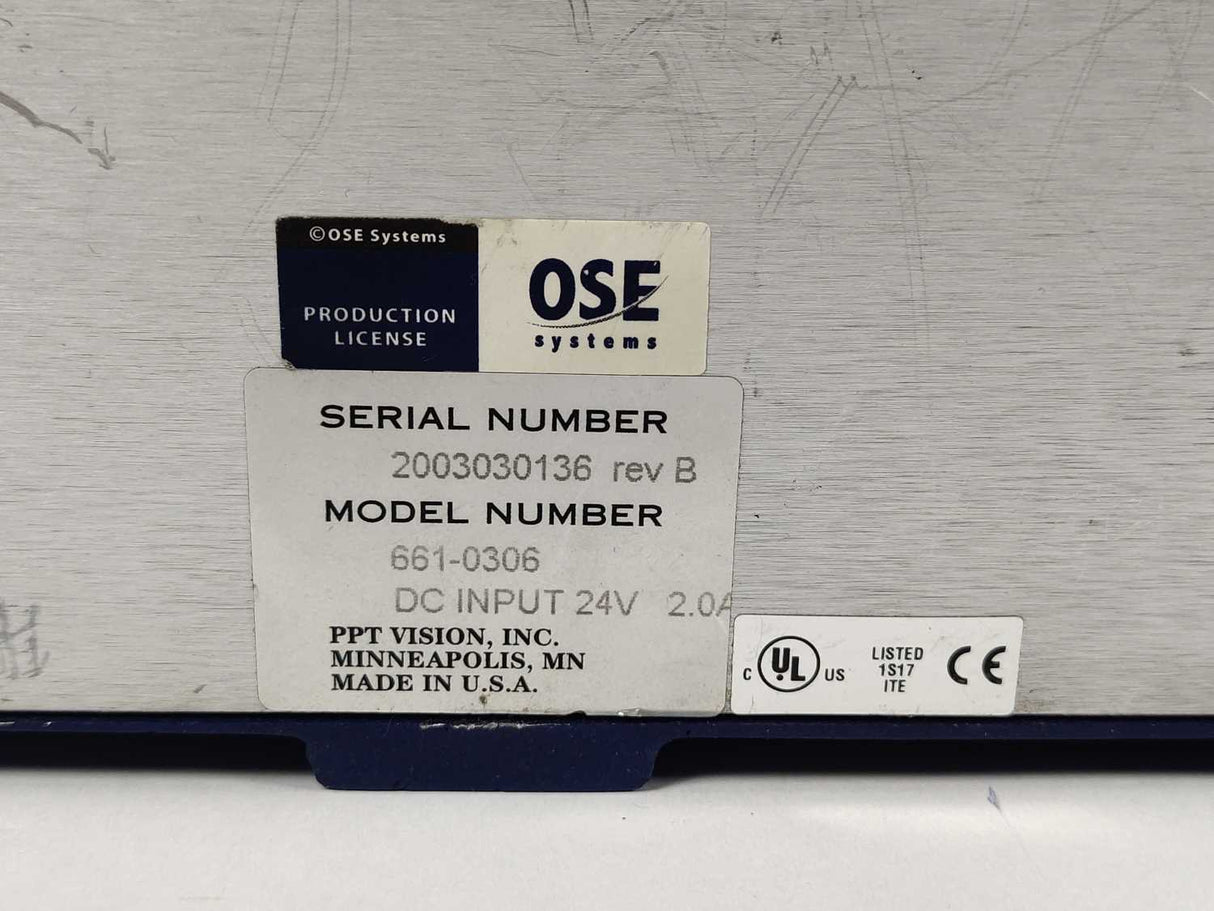 ©OSE Systems
PRODUCTION
LICENSE
OSE
systems
SERIAL NUMBER
2003030136 rev B
MODEL NUMBER
661-0306
DC INPUT 24V 2.0A
PPT VISION, INC.
MINNEAPOLIS, MN
MADE IN U.S.A.
C UL US
LISTED
1S17
ITE
CE